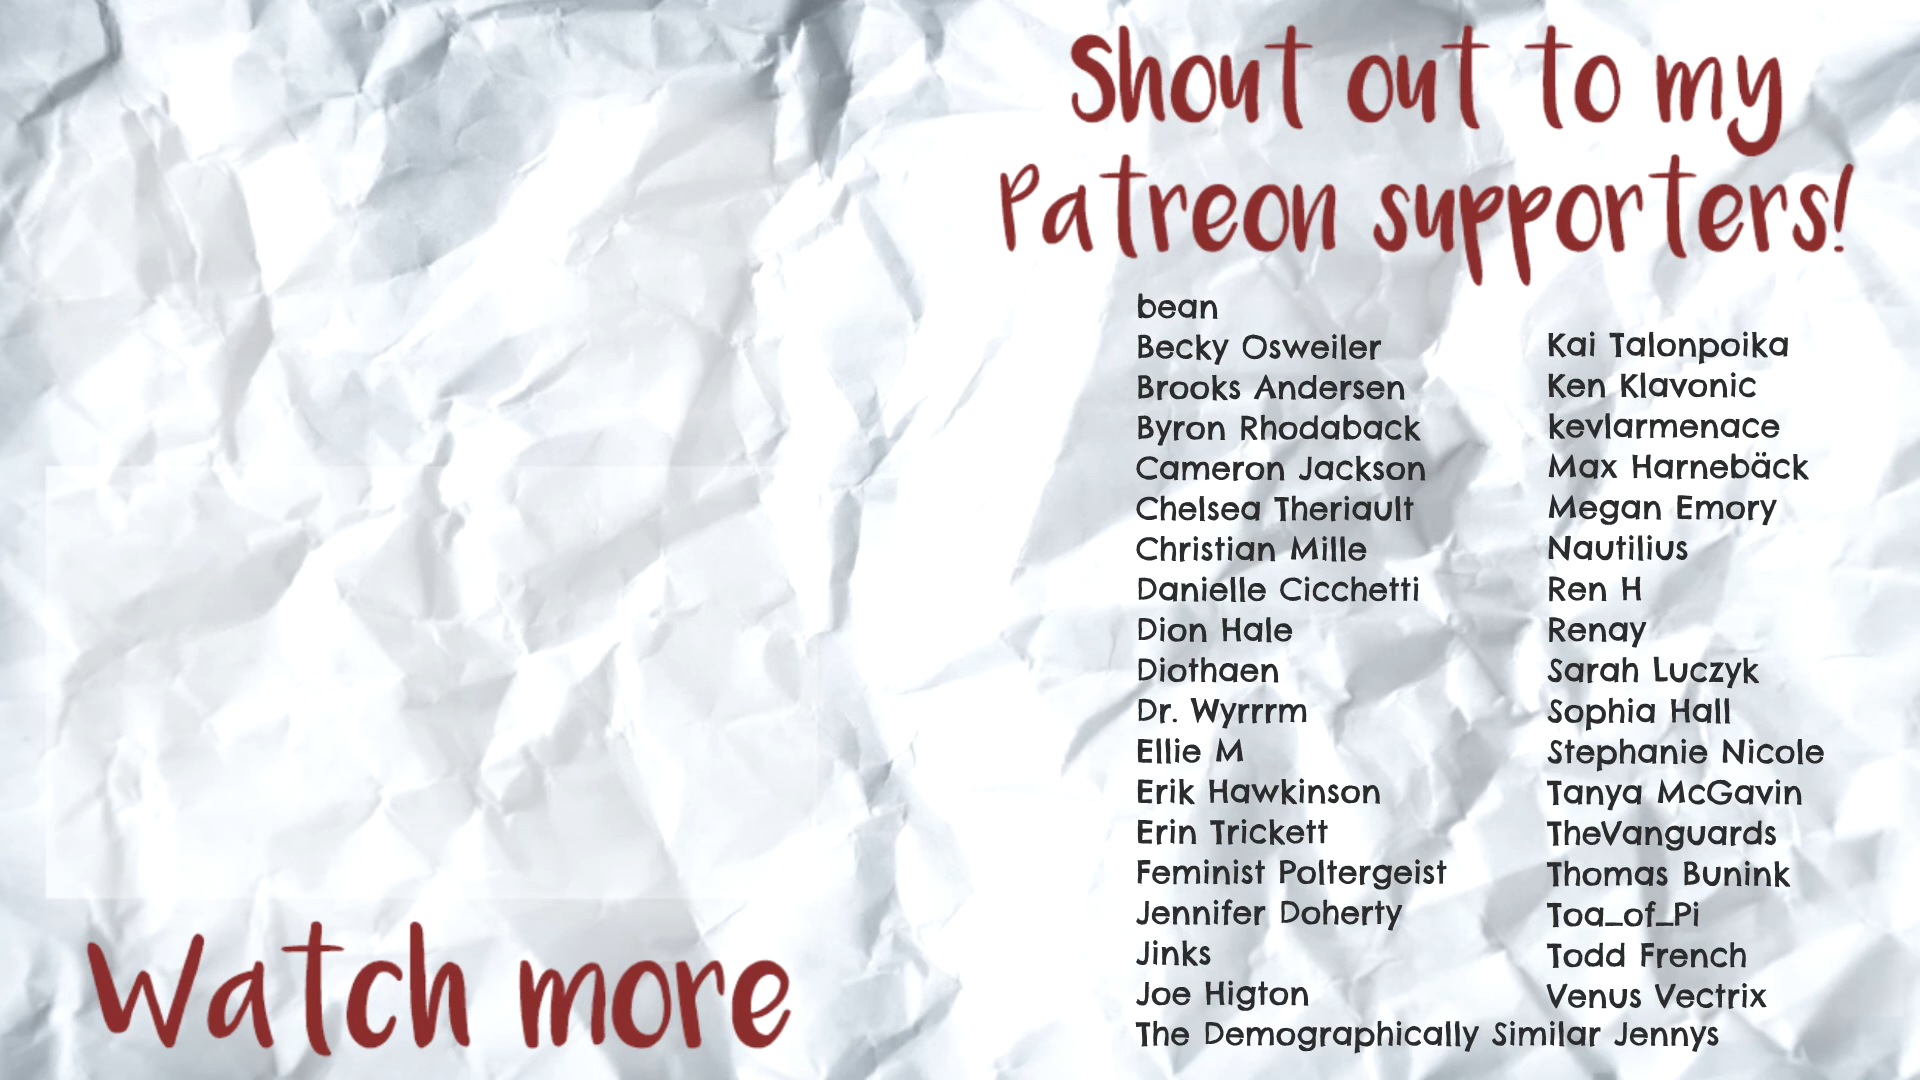 Shout out to my
Patreon supporters!
bean
Becky Osweiler
Brooks Andersen
Byron Rhodaback
Cameron Jackson
Chelsea Theriault
Christian Mille
Danielle Cicchetti
Dion Hale
Diothaen
Dr. Wyrrrm
Ellie M
Erik Hawkinson
Erin Trickett
Feminist Poltergeist
Jennifer Doherty
Jinks
Joe Higton
The Demographically Similar Jennys
Kai Talonpoika
Ken Klavonic
kevlarmenace
Max Harnebäck
Megan Emory
Nautilius
Ren H
Renay
Sarah Luczyk
Sophia Hall
Stephanie Nicole
Tanya McGavin
TheVanguards
Thomas Bunink
Toa_of_Pi
Todd French
Venus Vectrix
Watch more